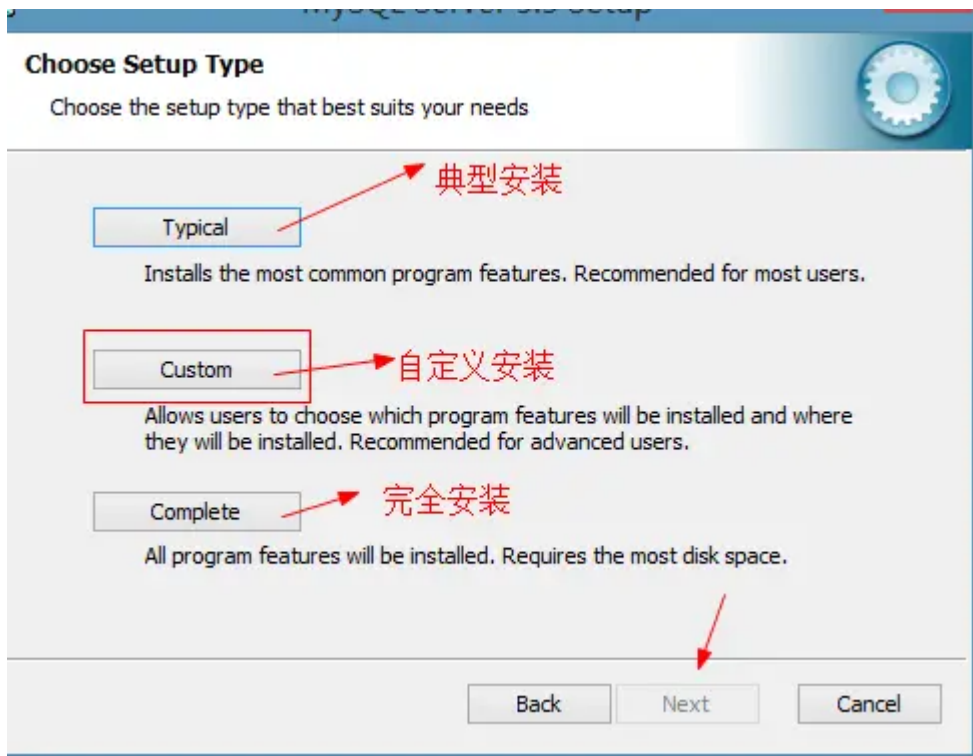 Choose Setup Type
Choose the setup type that best suits your needs
典型安装
Typical
Installs the most common program features. Recommended for most users.
Custom
自定义安装
Allows users to choose which program features will be installed and where
they will be installed. Recommended for advanced users.
完全安装
Complete
All program features will be installed. Requires the most disk space.
Back
Next
Cancel